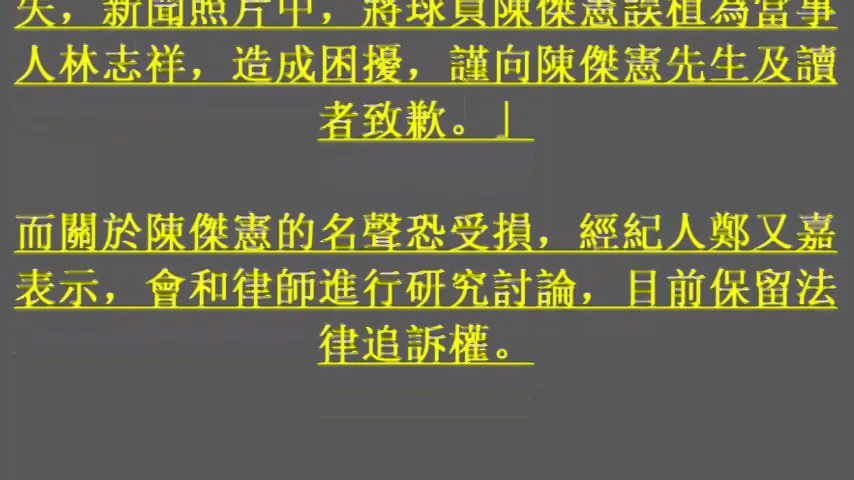 失，新聞照片中，將球員陳傑憲誤植為當事
人林志祥，造成困擾，謹向陳傑憲先生及讀
者致歉。」
而關於陳傑憲的名聲恐受損，經紀人鄭又嘉
表示，會和律師進行研究討論，目前保留法
律追訴權。